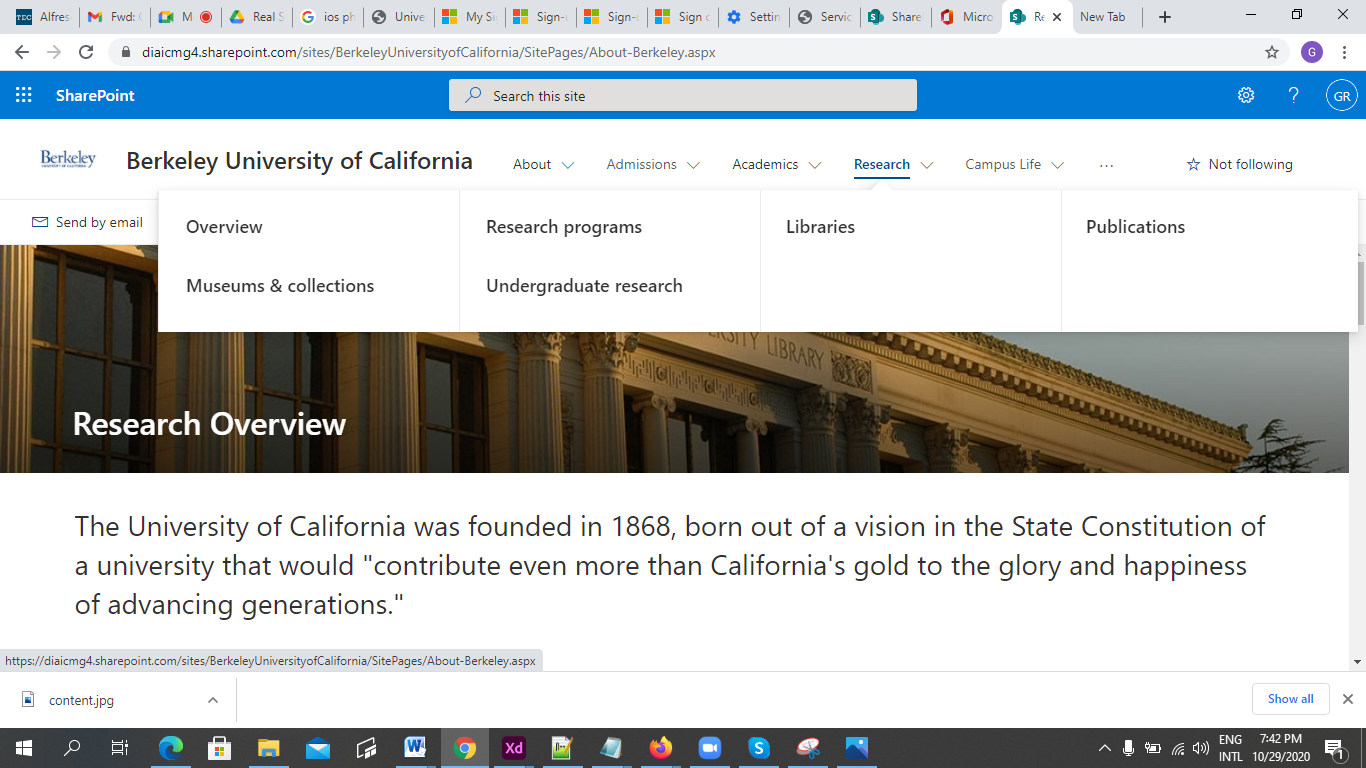 Alfres
Fwd: 
M
Real S
ios ph
Unive
My Si
Sign-
Sign-
Sign o
Settin
Servic
Share
Micro
Re
New Tab
diaicmg4.sharepoint.com/sites/BerkeleyUniversityofCalifornia/SitePages/About-Berkeley.aspx
G
SharePoint
Search this site
?
GR
Berkeley
Berkeley University of California
About
Admissions
Academics
Research
Campus Life
...
Not following
Send by email
Overview
Research programs
Libraries
Publications
Museums & collections
Undergraduate research
ERSITY LIBRARY
Research Overview
The University of California was founded in 1868, born out of a vision in the State Constitution of
a university that would "contribute even more than California's gold to the glory and happiness
of advancing generations."
https://diaicmg4.sharepoint.com/sites/BerkeleyUniversityofCalifornia/SitePages/About-Berkeley.aspx
content.jpg
Show all
Xd
ENG
INTL
7:42 PM
10/29/2020
1